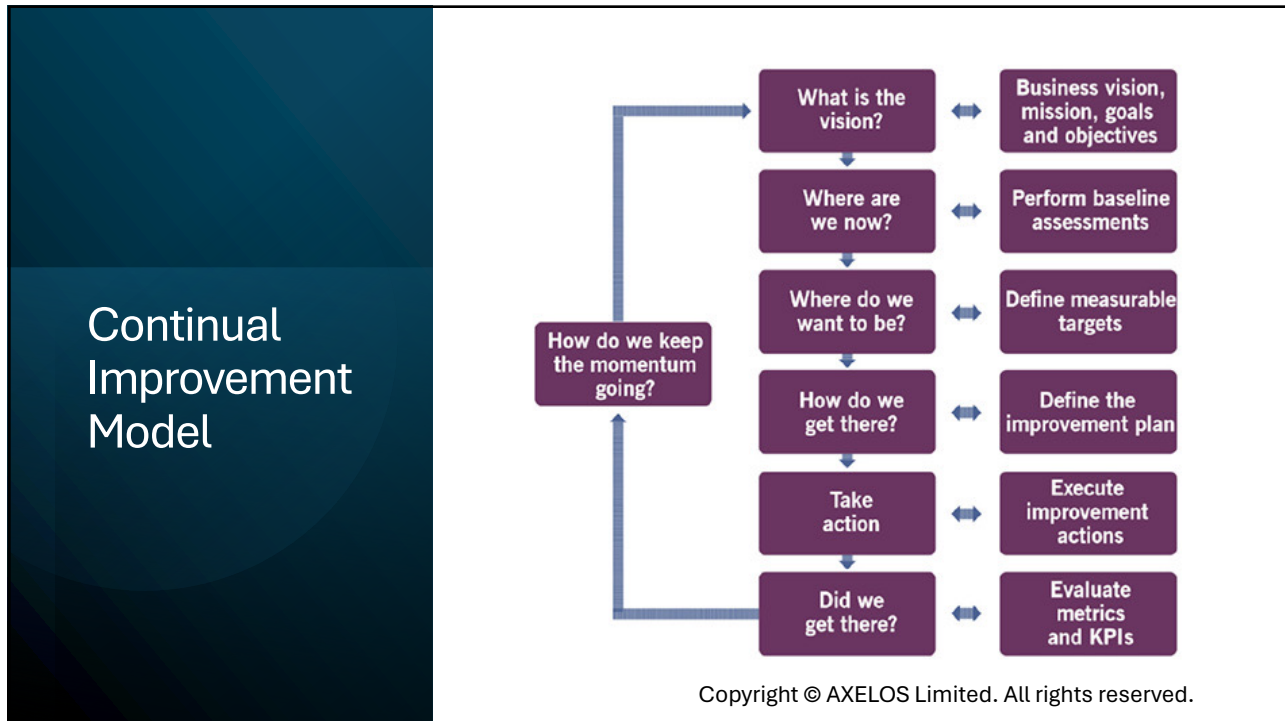 Continual
Improvement
Model
What is the
vision?
Business vision,
mission, goals
and objectives
Where are
we now?
Perform baseline
assessments
Where do we
want to be?
Define measurable
targets
How do we keep
the momentum
going?
How do we
get there?
Define the
improvement plan
Take
action
Execute
improvement
actions
Did we
get there?
Evaluate
metrics
and KPIs
Copyright © AXELOS Limited. All rights reserved.